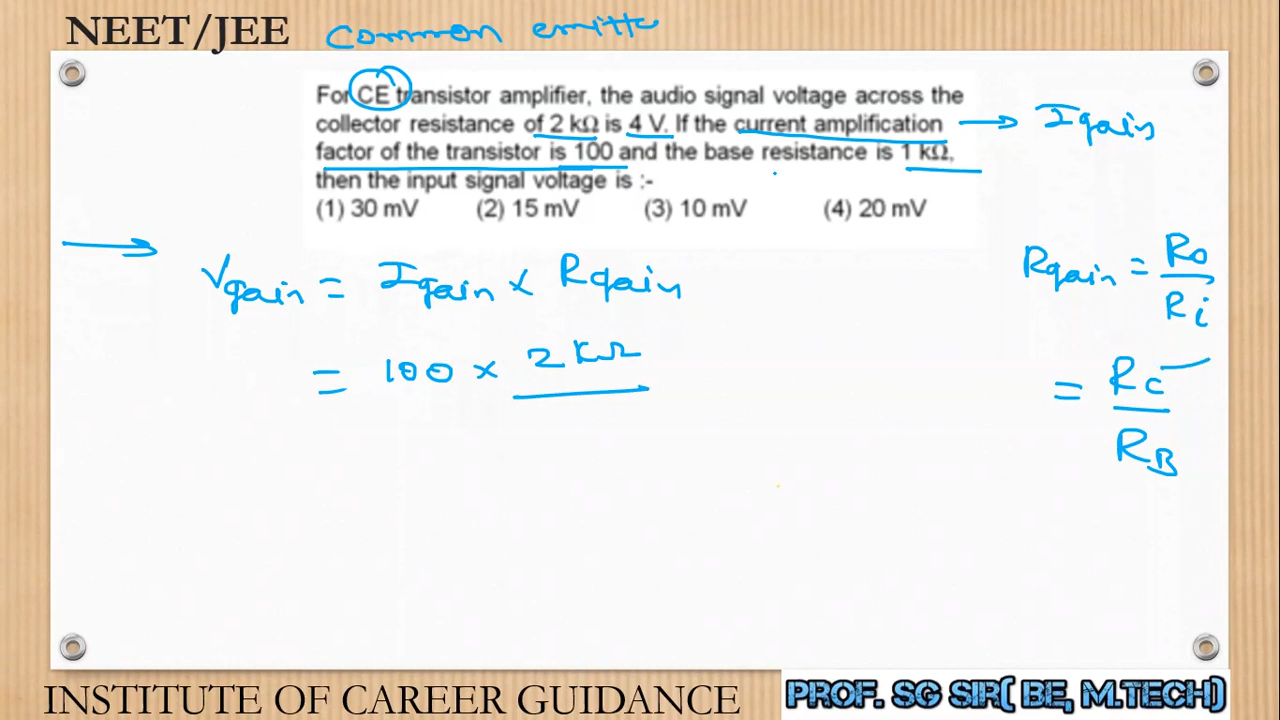 NEET/JEE common emitte
For CE transistor amplifier, the audio signal voltage across the
collector resistance of 2 kΩ is 4 V. If the current amplification → Igain
factor of the transistor is 100 and the base resistance is 1 kΩ,
then the input signal voltage is :-
(1) 30 mV (2) 15 mV (3) 10 mV (4) 20 mV
Vgain = Igain × Rgain
= 100 × 2 kΩ
Rgain = Ro / Ri
= RC / RB
INSTITUTE OF CAREER GUIDANCE
PROF. SG SIR( BE, M.TECH)